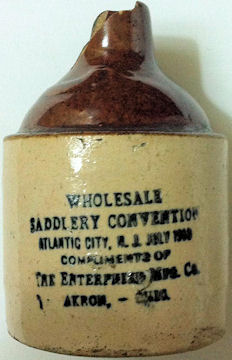 WHOLESALE
SADDLERY CONVENTION
ATLANTIC CITY, N. J. JULY
COMPLIMENTS OF
THE ENTERPRISE MFG. CO.
AKRON, - OHIO.